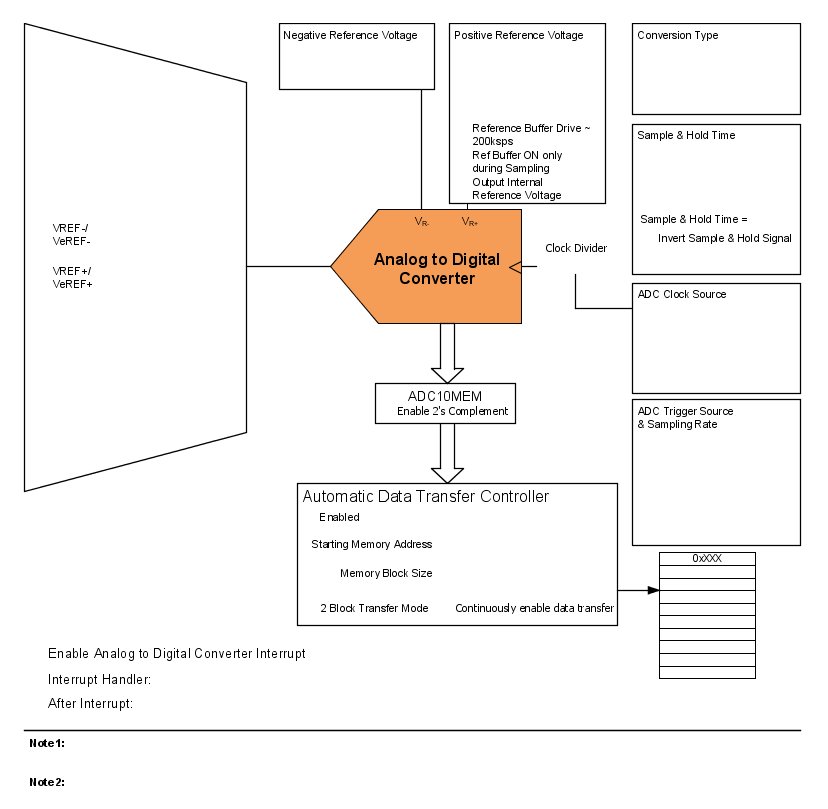 Negative Reference Voltage
Positive Reference Voltage
Conversion Type
Reference Buffer Drive ~
200ksps
Ref Buffer ON only
during Sampling
Output Internal
Reference Voltage
Sample & Hold Time
Sample & Hold Time =
Invert Sample & Hold Signal
VREF-/
VeREF-
VREF+/
VeREF+
VR-
VR+
Analog to Digital
Converter
Clock Divider
ADC Clock Source
ADC10MEM
Enable 2's Complement
ADC Trigger Source
& Sampling Rate
Automatic Data Transfer Controller
Enabled
Starting Memory Address
Memory Block Size
2 Block Transfer Mode
Continuously enable data transfer
0xXXX
Enable Analog to Digital Converter Interrupt
Interrupt Handler:
After Interrupt:
Note1:
Note2: